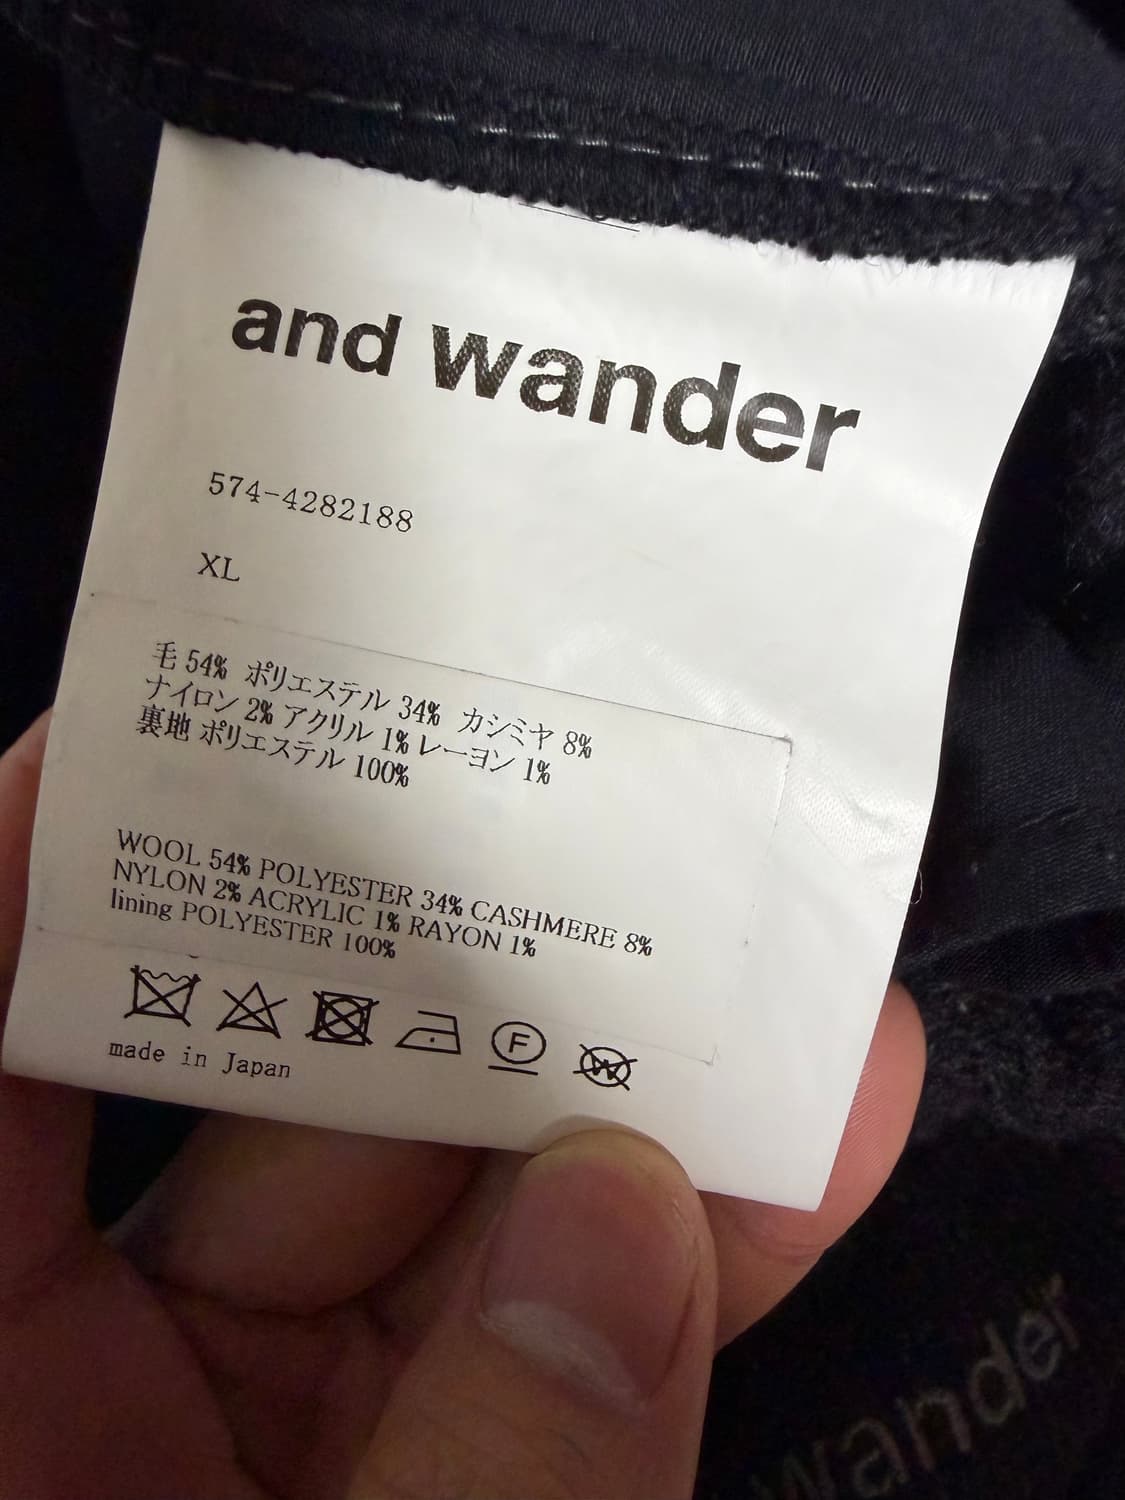 and wander
574-4282188
XL
毛 54% ポリエステル 34% カシミヤ 8%
ナイロン 2% アクリル 1% レーヨン 1%
裏地 ポリエステル 100%
WOOL 54% POLYESTER 34% CASHMERE 8%
NYLON 2% ACRYLIC 1% RAYON 1%
lining POLYESTER 100%
F
W
made in Japan
wander